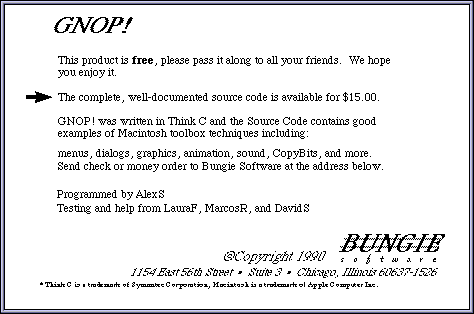 GNOP!
This product is free, please pass it along to all your friends. We hope
you enjoy it.
The complete, well-documented source code is available for $15.00.
GNOP! was written in Think C and the Source Code contains good
examples of Macintosh toolbox techniques including:
menus, dialogs, graphics, animation, sound, CopyBits, and more.
Send check or money order to Bungie Software at the address below.
Programmed by AlexS
Testing and help from LauraF, MarcosR, and DavidS
BUNGIE
software
©Copyright 1990
1154 East 56th Street • Suite 3 • Chicago, Illinois 60637-1526
* Think C is a trademark of Symantec Corporation, Macintosh is a trademark of Apple Computer Inc.